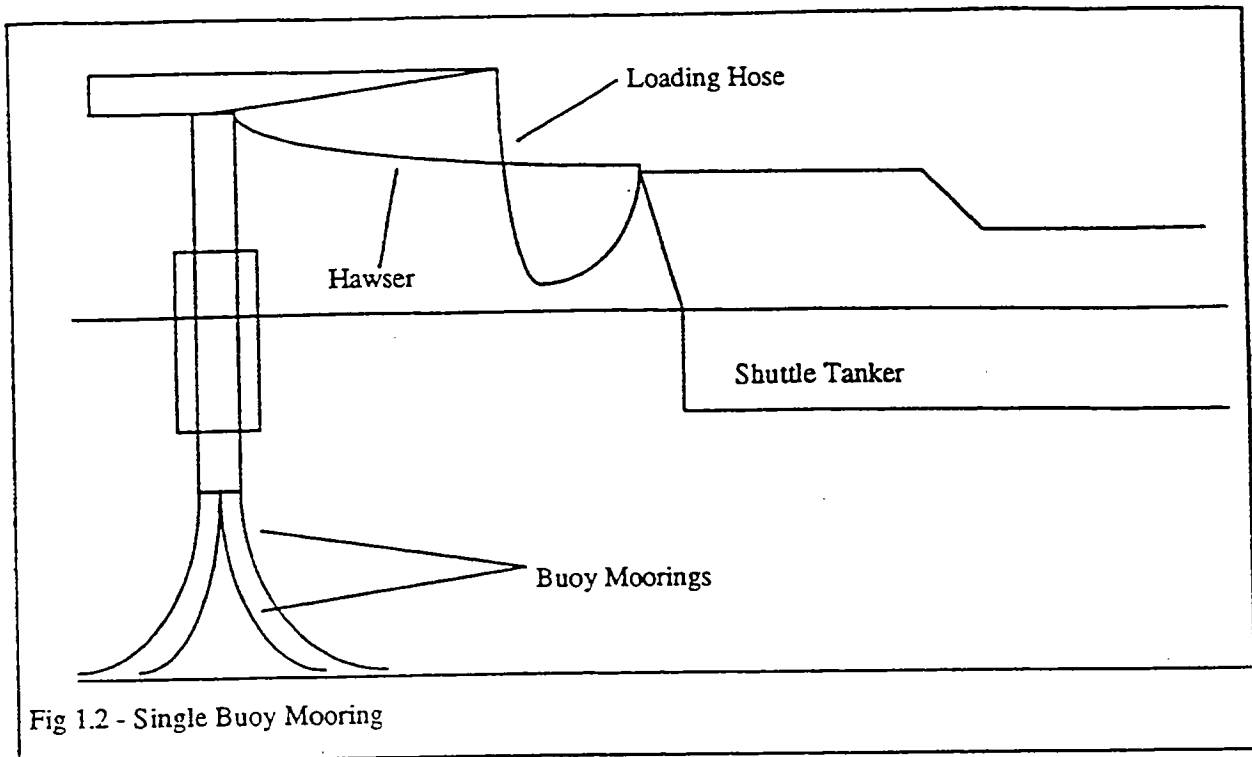 Loading Hose
Hawser
Shuttle Tanker
Buoy Moorings
Fig 1.2 - Single Buoy Mooring